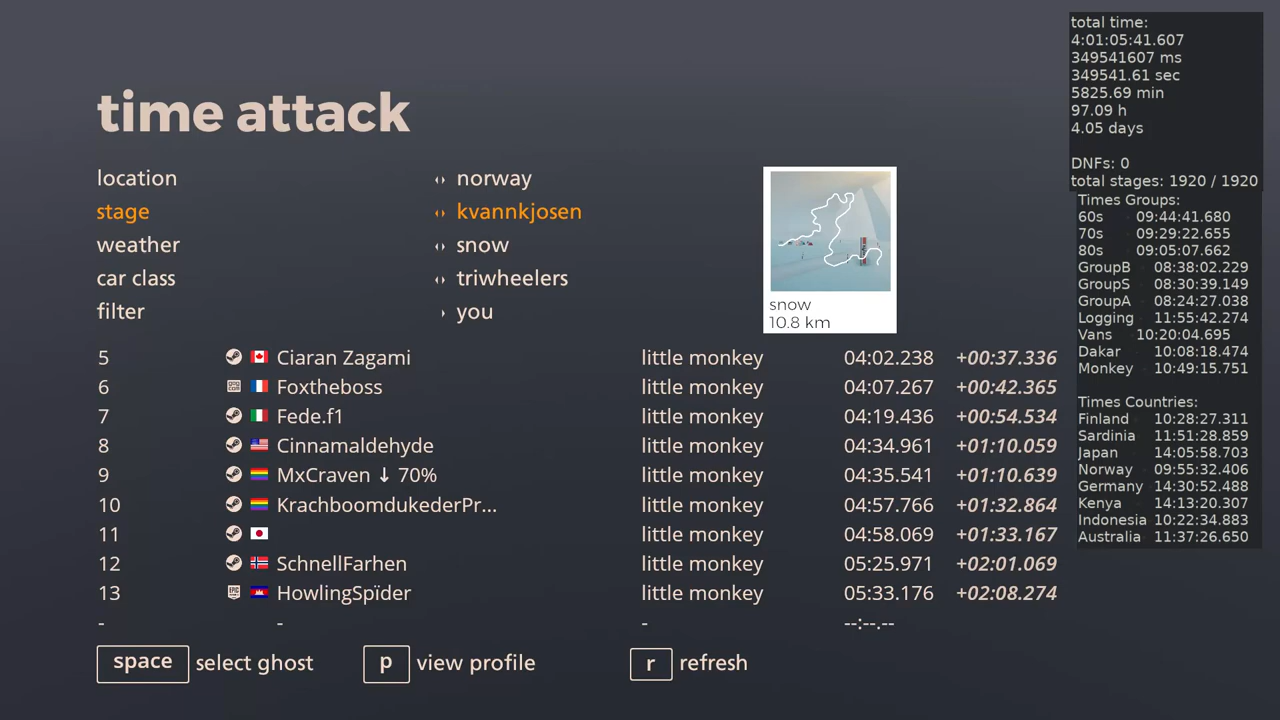 time attack
location norway
stage kvannkjosen
weather snow
car class triwheelers
filter you
snow
10.8 km
5 Ciaran Zagami little monkey 04:02.238 +00:37.336
6 Foxtheboss little monkey 04:07.267 +00:42.365
7 Fede.f1 little monkey 04:19.436 +00:54.534
8 Cinnamaldehyde little monkey 04:34.961 +01:10.059
9 MxCraven ↓ 70% little monkey 04:35.541 +01:10.639
10 KrachboomdukederPr... little monkey 04:57.766 +01:32.864
11 little monkey 04:58.069 +01:33.167
12 SchnellFarhen little monkey 05:25.971 +02:01.069
13 HowlingSpïder little monkey 05:33.176 +02:08.274
- - - --:--.--
space select ghost p view profile r refresh
total time:
4:01:05:41.607
349541607 ms
349541.61 sec
5825.69 min
97.09 h
4.05 days
DNFs: 0
total stages: 1920 / 1920
Times Groups:
60s 09:44:41.680
70s 09:29:22.655
80s 09:05:07.662
GroupB 08:38:02.229
GroupS 08:30:39.149
GroupA 08:24:27.038
Logging 11:55:42.274
Vans 10:20:04.695
Dakar 10:08:18.474
Monkey 10:49:15.751
Times Countries:
Finland 10:28:27.311
Sardinia 11:51:28.859
Japan 14:05:58.703
Norway 09:55:32.406
Germany 14:30:52.488
Kenya 14:13:20.307
Indonesia 10:22:34.883
Australia 11:37:26.650